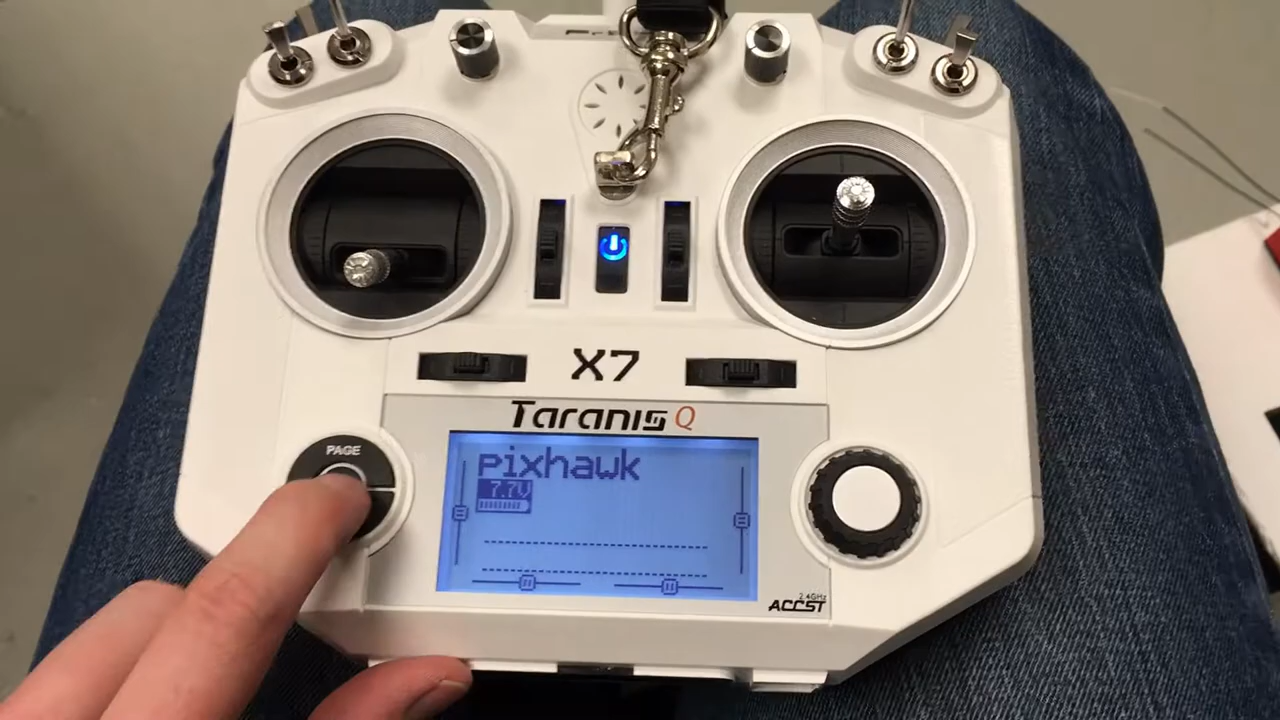 X7
Taranis Q
PAGE
pixhawk
7.7V
2.4GHz
ACCST